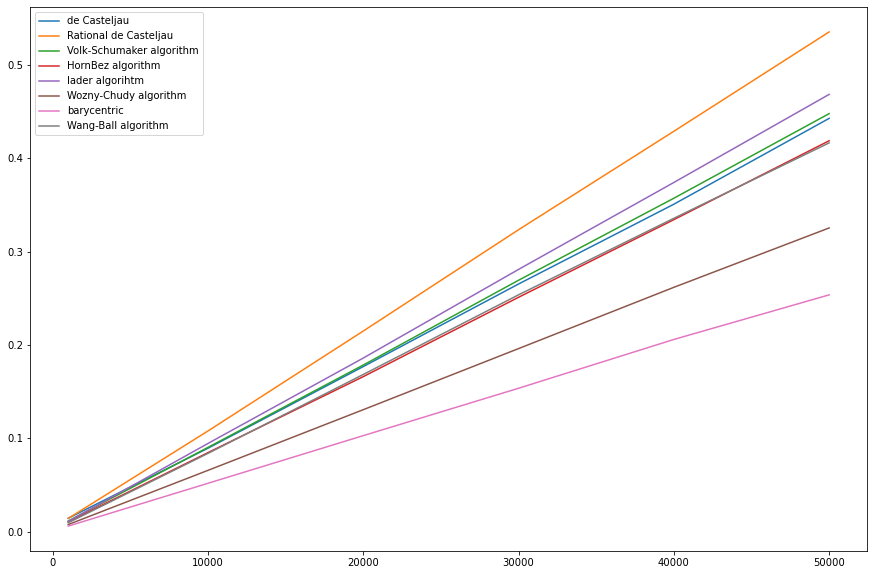 de Casteljau
Rational de Casteljau
Volk-Schumaker algorithm
HornBez algorithm
lader algorihtm
Wozny-Chudy algorithm
barycentric
Wang-Ball algorithm
0.5
0.4
0.3
0.2
0.1
0.0
0 10000 20000 30000 40000 50000